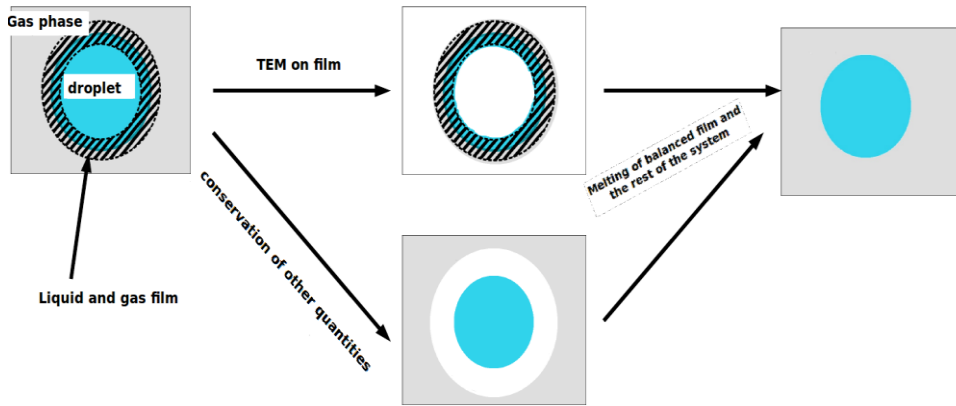 Gas phase
droplet
TEM on film
Liquid and gas film
conservation of other quantities
Melting of balanced film and
the rest of the system